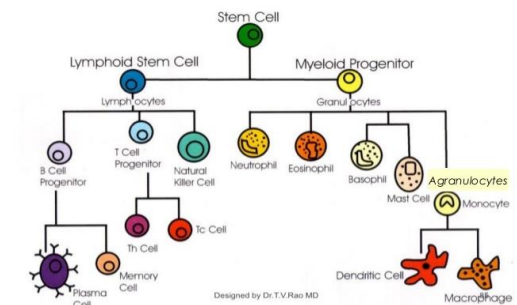 Stem Cell
Lymphoid Stem Cell
Myeloid Progenitor
Lymphocytes
Granulocytes
B Cell
Progenitor
T Cell
Progenitor
Natural
Killer Cell
Neutrophil
Eosinophil
Basophil
Mast Cell
Agranulocytes
Monocyte
Th Cell
Tc Cell
Plasma
Cell
Memory
Cell
Dendritic Cell
Macrophage
Designed by Dr.T.V.Rao MD